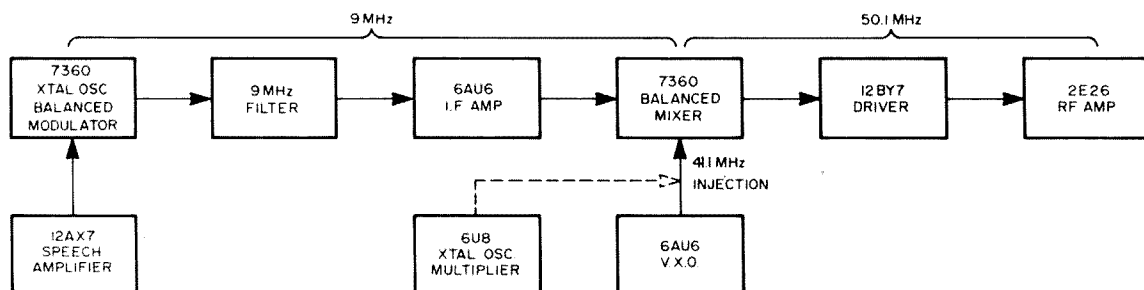 9 MHz
50.1 MHz
7360
XTAL OSC
BALANCED
MODULATOR
9 MHz
FILTER
6AU6
I.F AMP
7360
BALANCED
MIXER
12BY7
DRIVER
2E26
RF AMP
41.1 MHz
INJECTION
12AX7
SPEECH
AMPLIFIER
6U8
XTAL OSC.
MULTIPLIER
6AU6
V.X.O.